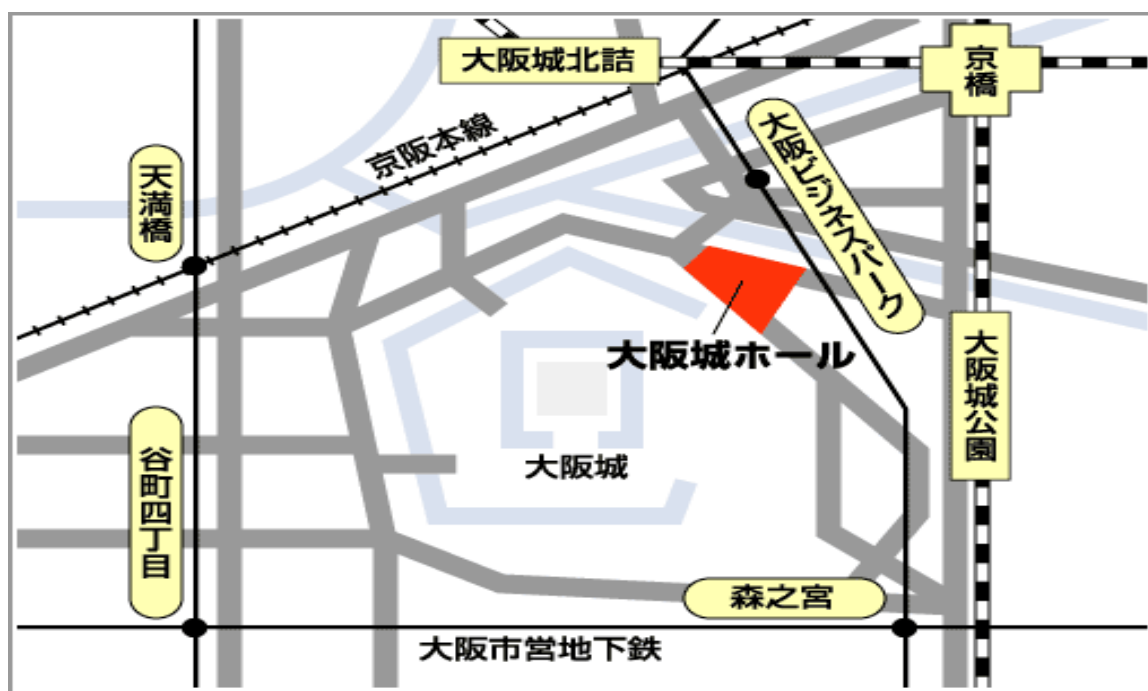 大阪城北詰
京橋
京阪本線
大阪ビジネスパーク
天満橋
大阪城ホール
大阪城公園
谷町四丁目
大阪城
森之宮
大阪市営地下鉄